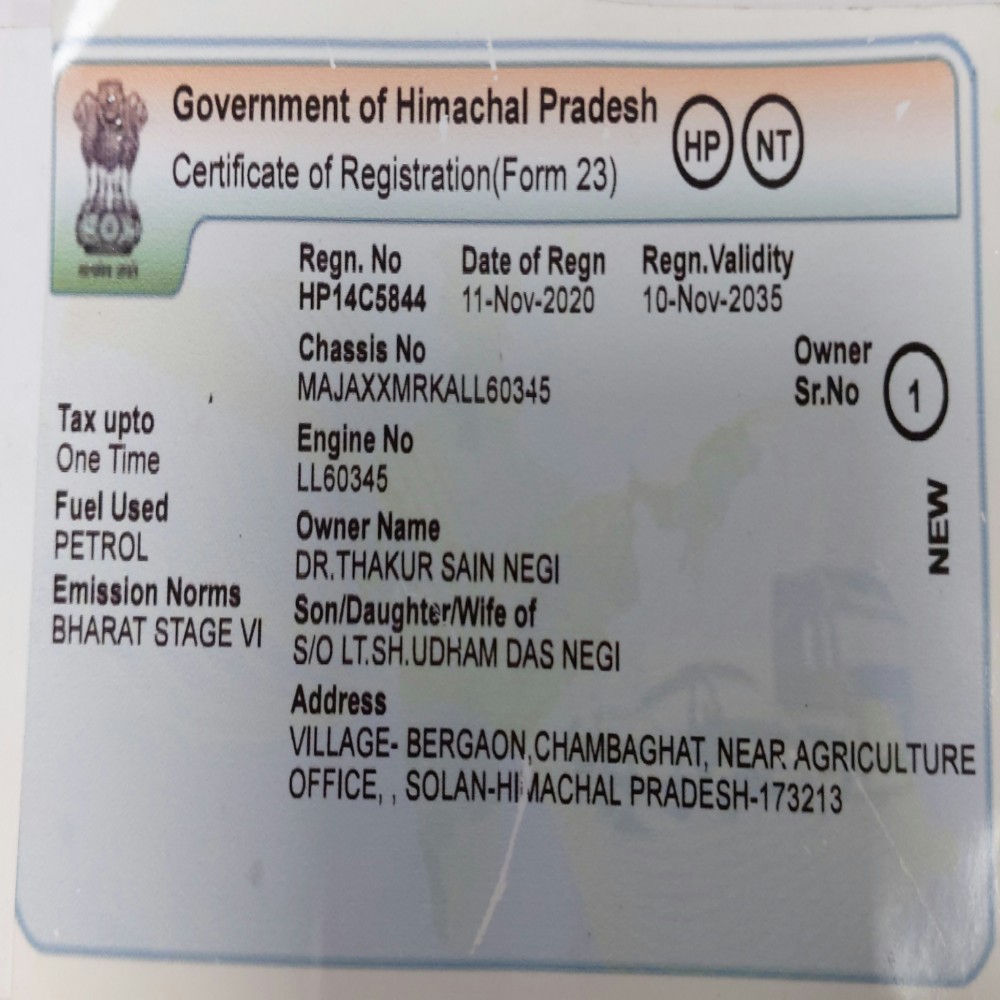 Government of Himachal Pradesh
Certificate of Registration(Form 23)
HP NT
Regn. No Date of Regn Regn.Validity
HP14C5844 11-Nov-2020 10-Nov-2035
Chassis No
MAJAXXMRKALL60345
Owner
Sr.No
1
Tax upto
One Time
Engine No
LL60345
NEW
Fuel Used
PETROL
Owner Name
DR.THAKUR SAIN NEGI
Emission Norms
BHARAT STAGE VI
Son/Daughter/Wife of
S/O LT.SH.UDHAM DAS NEGI
Address
VILLAGE- BERGAON,CHAMBAGHAT, NEAR AGRICULTURE
OFFICE, , SOLAN-HIMACHAL PRADESH-173213